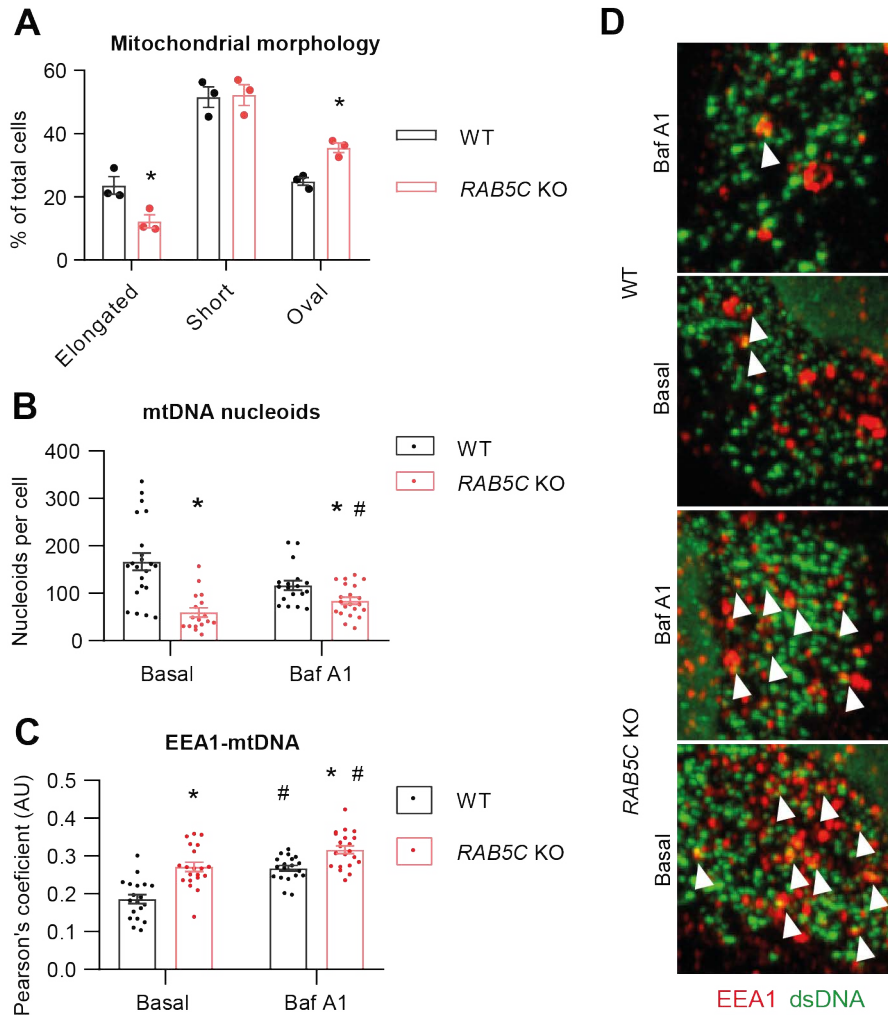 A
Mitochondrial morphology
% of total cells
60
40
20
0
*
*
Elongated
Short
Oval
WT
RAB5C KO
B
mtDNA nucleoids
Nucleoids per cell
400
300
200
100
0
*
* #
Basal
Baf A1
WT
RAB5C KO
C
EEA1-mtDNA
Pearson's coeficient (AU)
0.5
0.4
0.3
0.2
0.1
0.0
*
#
* #
Basal
Baf A1
WT
RAB5C KO
D
WT
Baf A1
Basal
RAB5C KO
Baf A1
Basal
EEA1 dsDNA